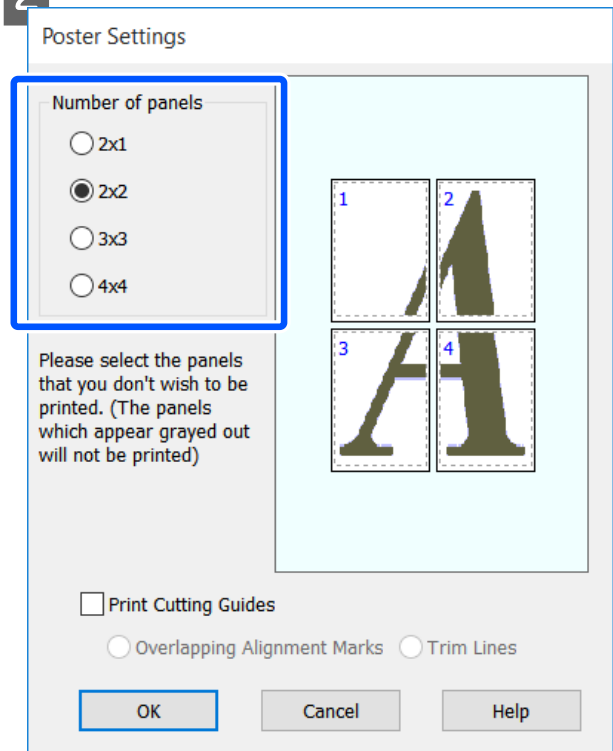 2
Poster Settings
Number of panels
2x1
2x2
3x3
4x4
1
2
3
4
Please select the panels
that you don't wish to be
printed. (The panels
which appear grayed out
will not be printed)
Print Cutting Guides
Overlapping Alignment Marks Trim Lines
OK Cancel Help